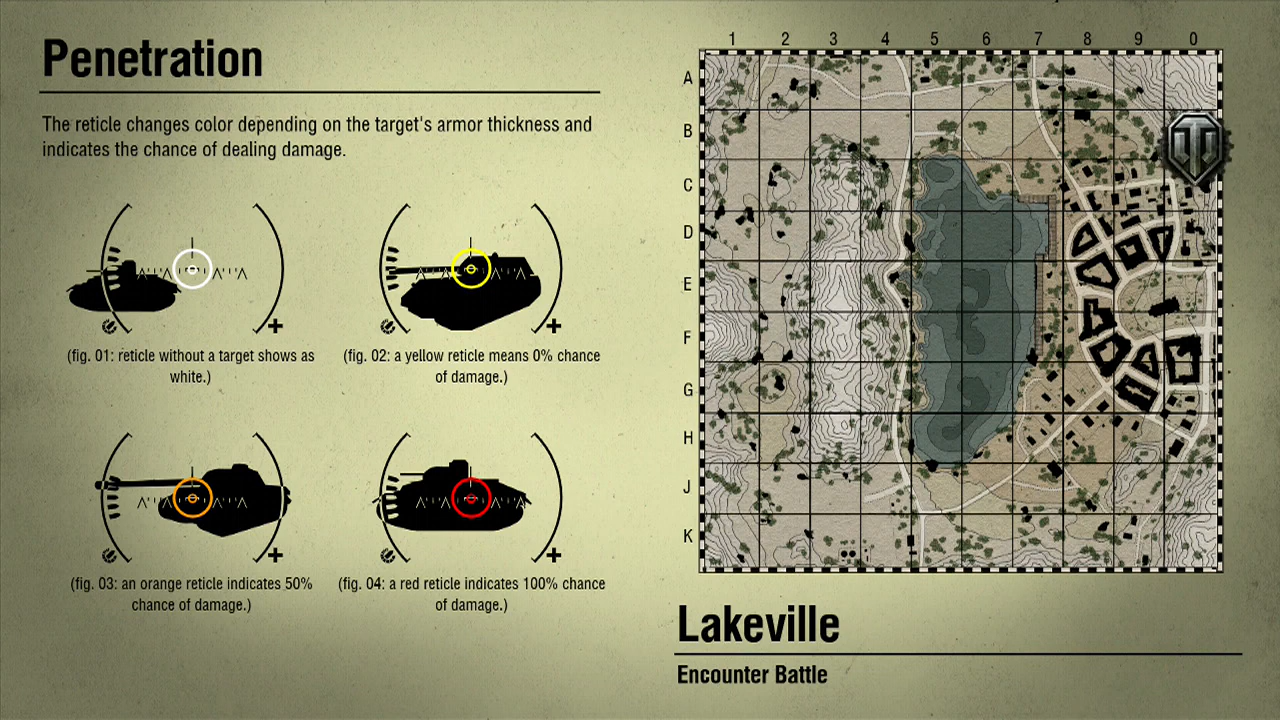 Penetration
The reticle changes color depending on the target's armor thickness and
indicates the chance of dealing damage.
(fig. 01: reticle without a target shows as
white.)
(fig. 02: a yellow reticle means 0% chance
of damage.)
(fig. 03: an orange reticle indicates 50%
chance of damage.)
(fig. 04: a red reticle indicates 100% chance
of damage.)
1 2 3 4 5 6 7 8 9 0
A
B
C
D
E
F
G
H
J
K
Lakeville
Encounter Battle